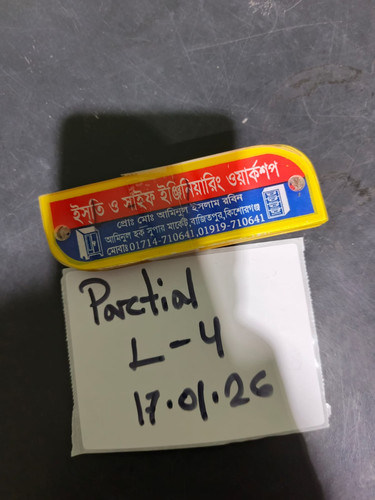 ইস্তি ও সাইফ ইঞ্জিনিয়ারিং ওয়ার্কশপ
প্রোঃ মোঃ আমিনুল ইসলাম রবিন
আমিনুল হক সুপার মার্কেট, বাজিতপুর, কিশোরগঞ্জ
মোবাঃ 01714-710641, 01919-710641
Partial
L-4
17.01.26